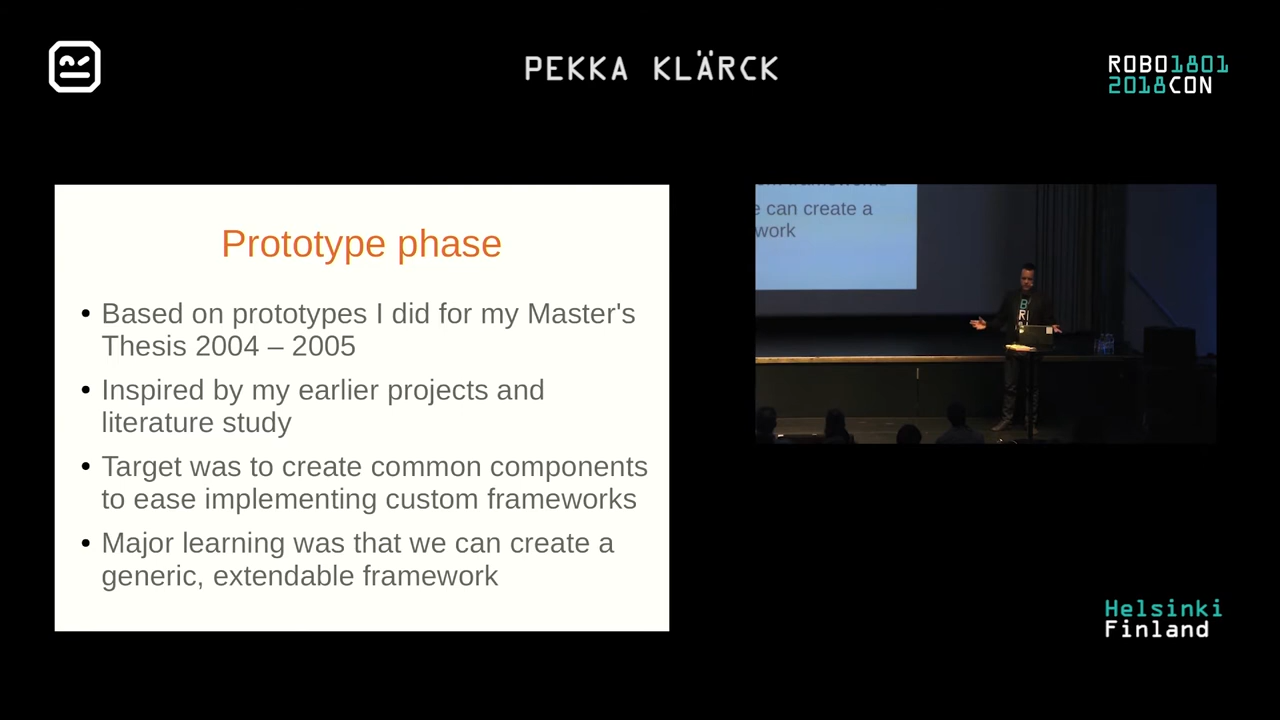 PEKKA KLÄRCK
ROBO1801
2018CON
Prototype phase
• Based on prototypes I did for my Master's
Thesis 2004 – 2005
• Inspired by my earlier projects and
literature study
• Target was to create common components
to ease implementing custom frameworks
• Major learning was that we can create a
generic, extendable framework
can create a
work
Helsinki
Finland